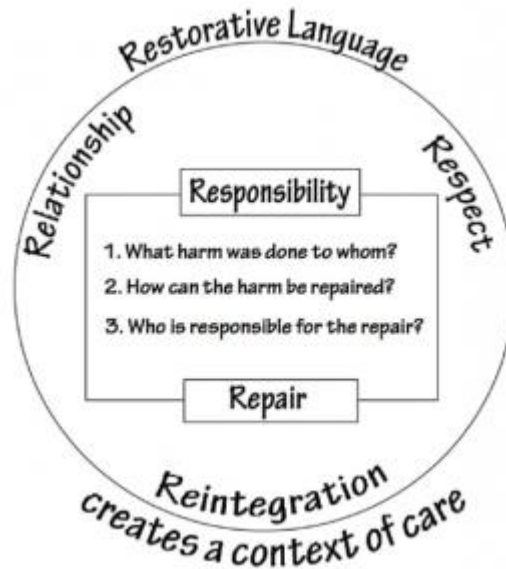 Restorative Language
Relationship
Respect
Responsibility
1. What harm was done to whom?
2. How can the harm be repaired?
3. Who is responsible for the repair?
Repair
Reintegration
creates a context of care